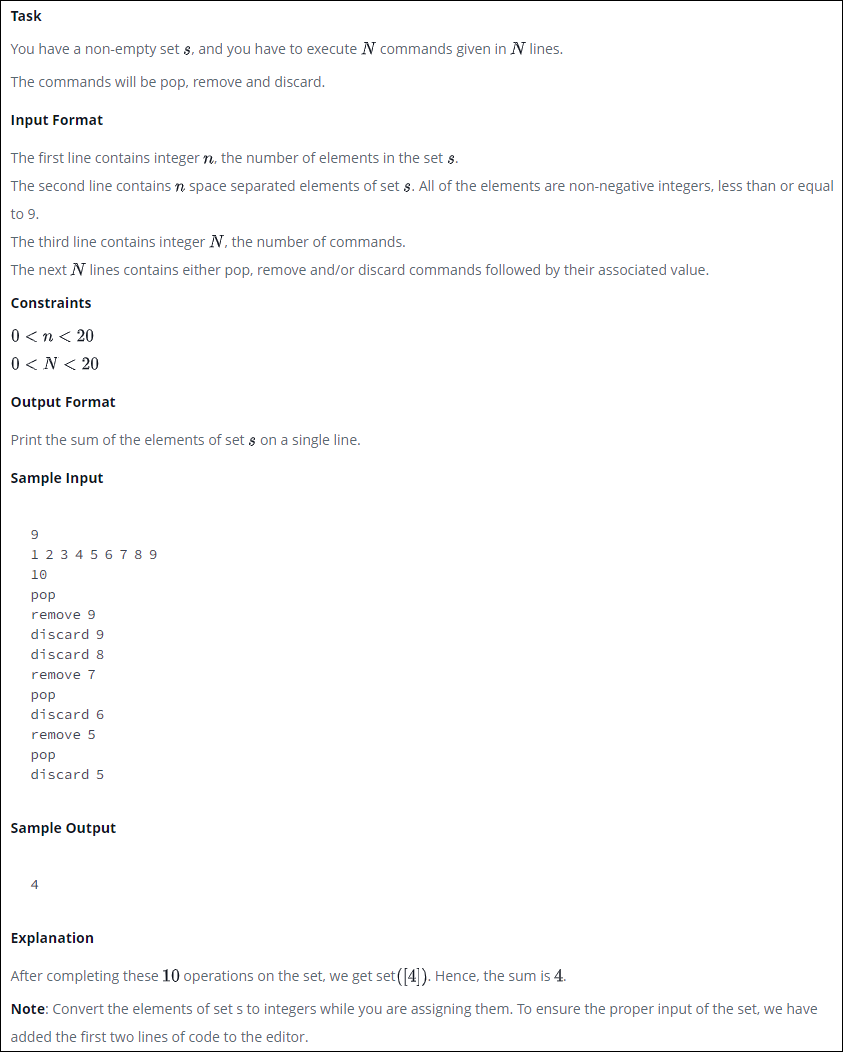 Task
You have a non-empty set s, and you have to execute N commands given in N lines.
The commands will be pop, remove and discard.
Input Format
The first line contains integer n, the number of elements in the set s.
The second line contains n space separated elements of set s. All of the elements are non-negative integers, less than or equal
to 9.
The third line contains integer N, the number of commands.
The next N lines contains either pop, remove and/or discard commands followed by their associated value.
Constraints
0 < n < 20
0 < N < 20
Output Format
Print the sum of the elements of set s on a single line.
Sample Input
9
1 2 3 4 5 6 7 8 9
10
pop
remove 9
discard 9
discard 8
remove 7
pop
discard 6
remove 5
pop
discard 5
Sample Output
4
Explanation
After completing these 10 operations on the set, we get set([4]). Hence, the sum is 4.
Note: Convert the elements of set s to integers while you are assigning them. To ensure the proper input of the set, we have
added the first two lines of code to the editor.